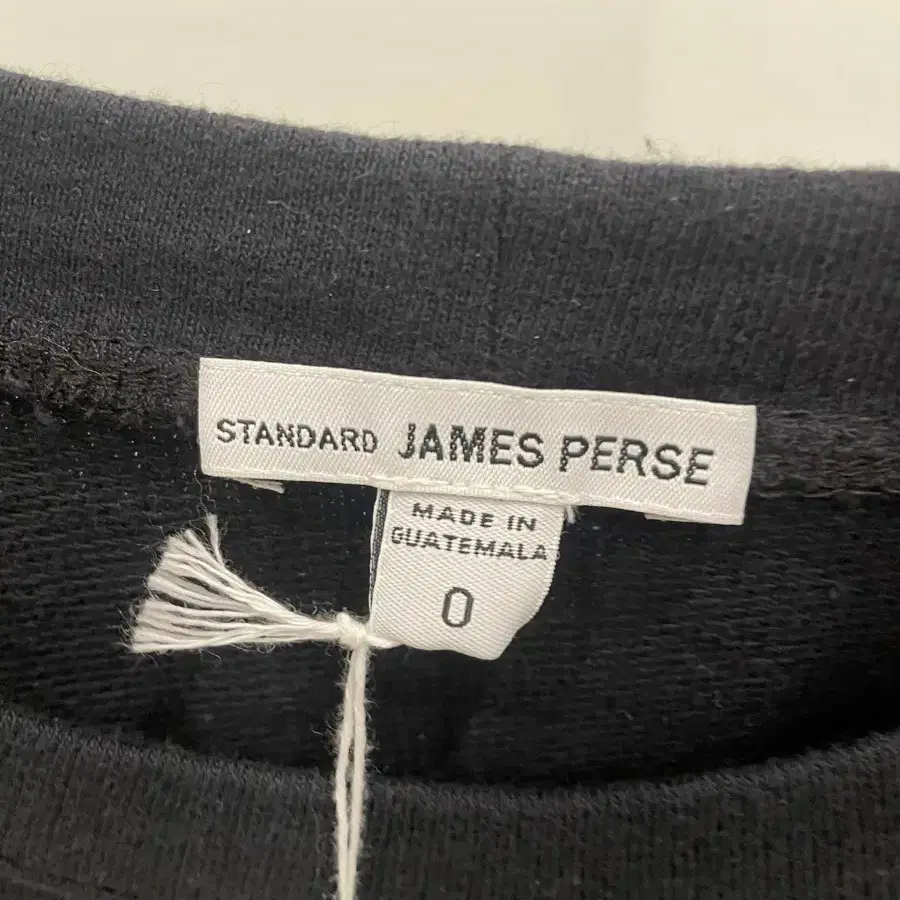 STANDARD JAMES PERSE
MADE IN
GUATEMALA
0